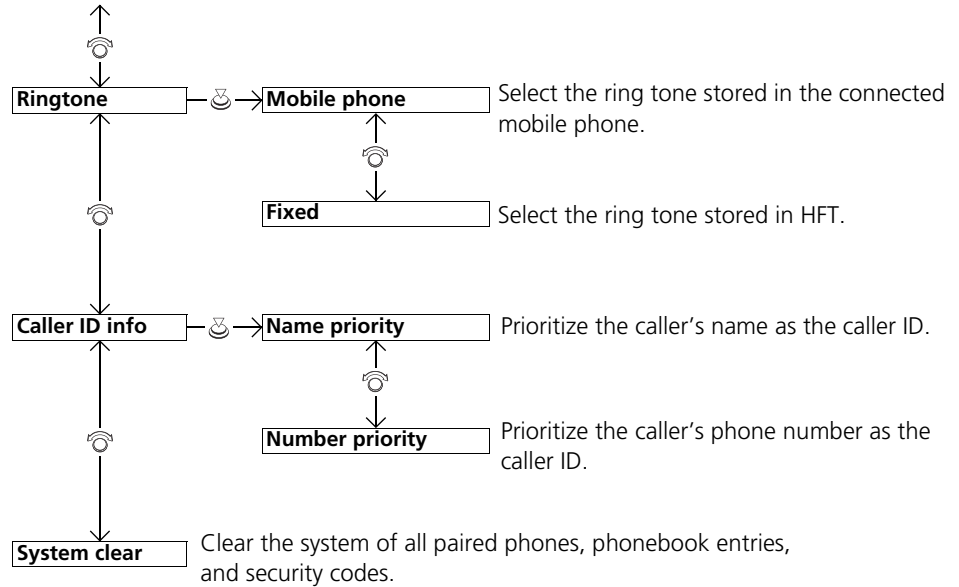 Ringtone
Mobile phone
Select the ring tone stored in the connected
mobile phone.
Fixed
Select the ring tone stored in HFT.
Caller ID info
Name priority
Prioritize the caller’s name as the caller ID.
Number priority
Prioritize the caller’s phone number as the
caller ID.
System clear
Clear the system of all paired phones, phonebook entries,
and security codes.